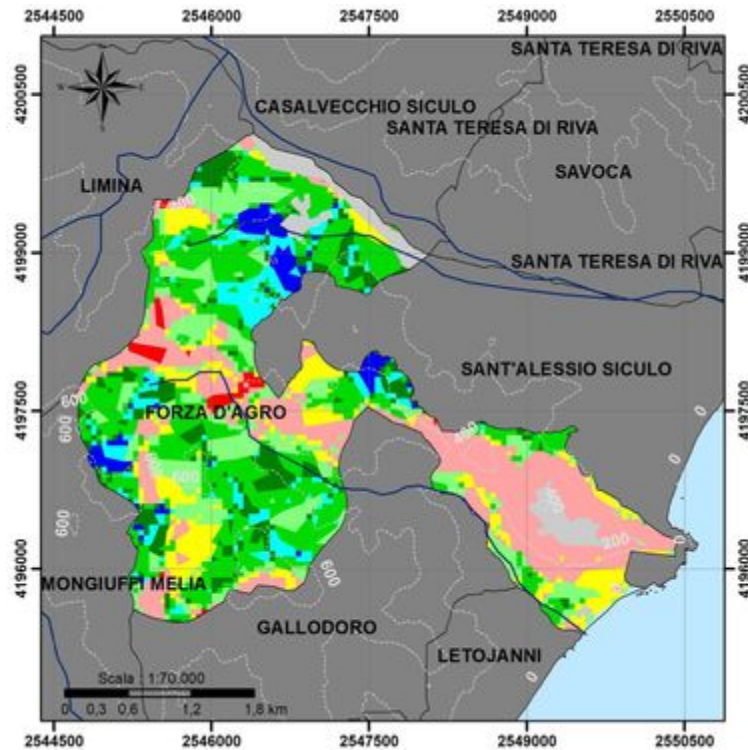 2544500 2546000 2547500 2549000 2550500
SANTA TERESA DI RIVA
4200500 4200500
CASALVECCHIO SICULO
SANTA TERESA DI RIVA
LIMINA SAVOCA
4199000 SANTA TERESA DI RIVA 4199000
SANT'ALESSIO SICULO
600
4197500 FORZA D'AGRO 0 4197500
600
400
600
600
200
0
4196000 600 4196000
MONGIUFFI MELIA
GALLODORO
LETOJANNI
0
Scala : 1:70.000
0 0,3 0,6 1,2 1,8 km
2544500 2546000 2547500 2549000 2550500